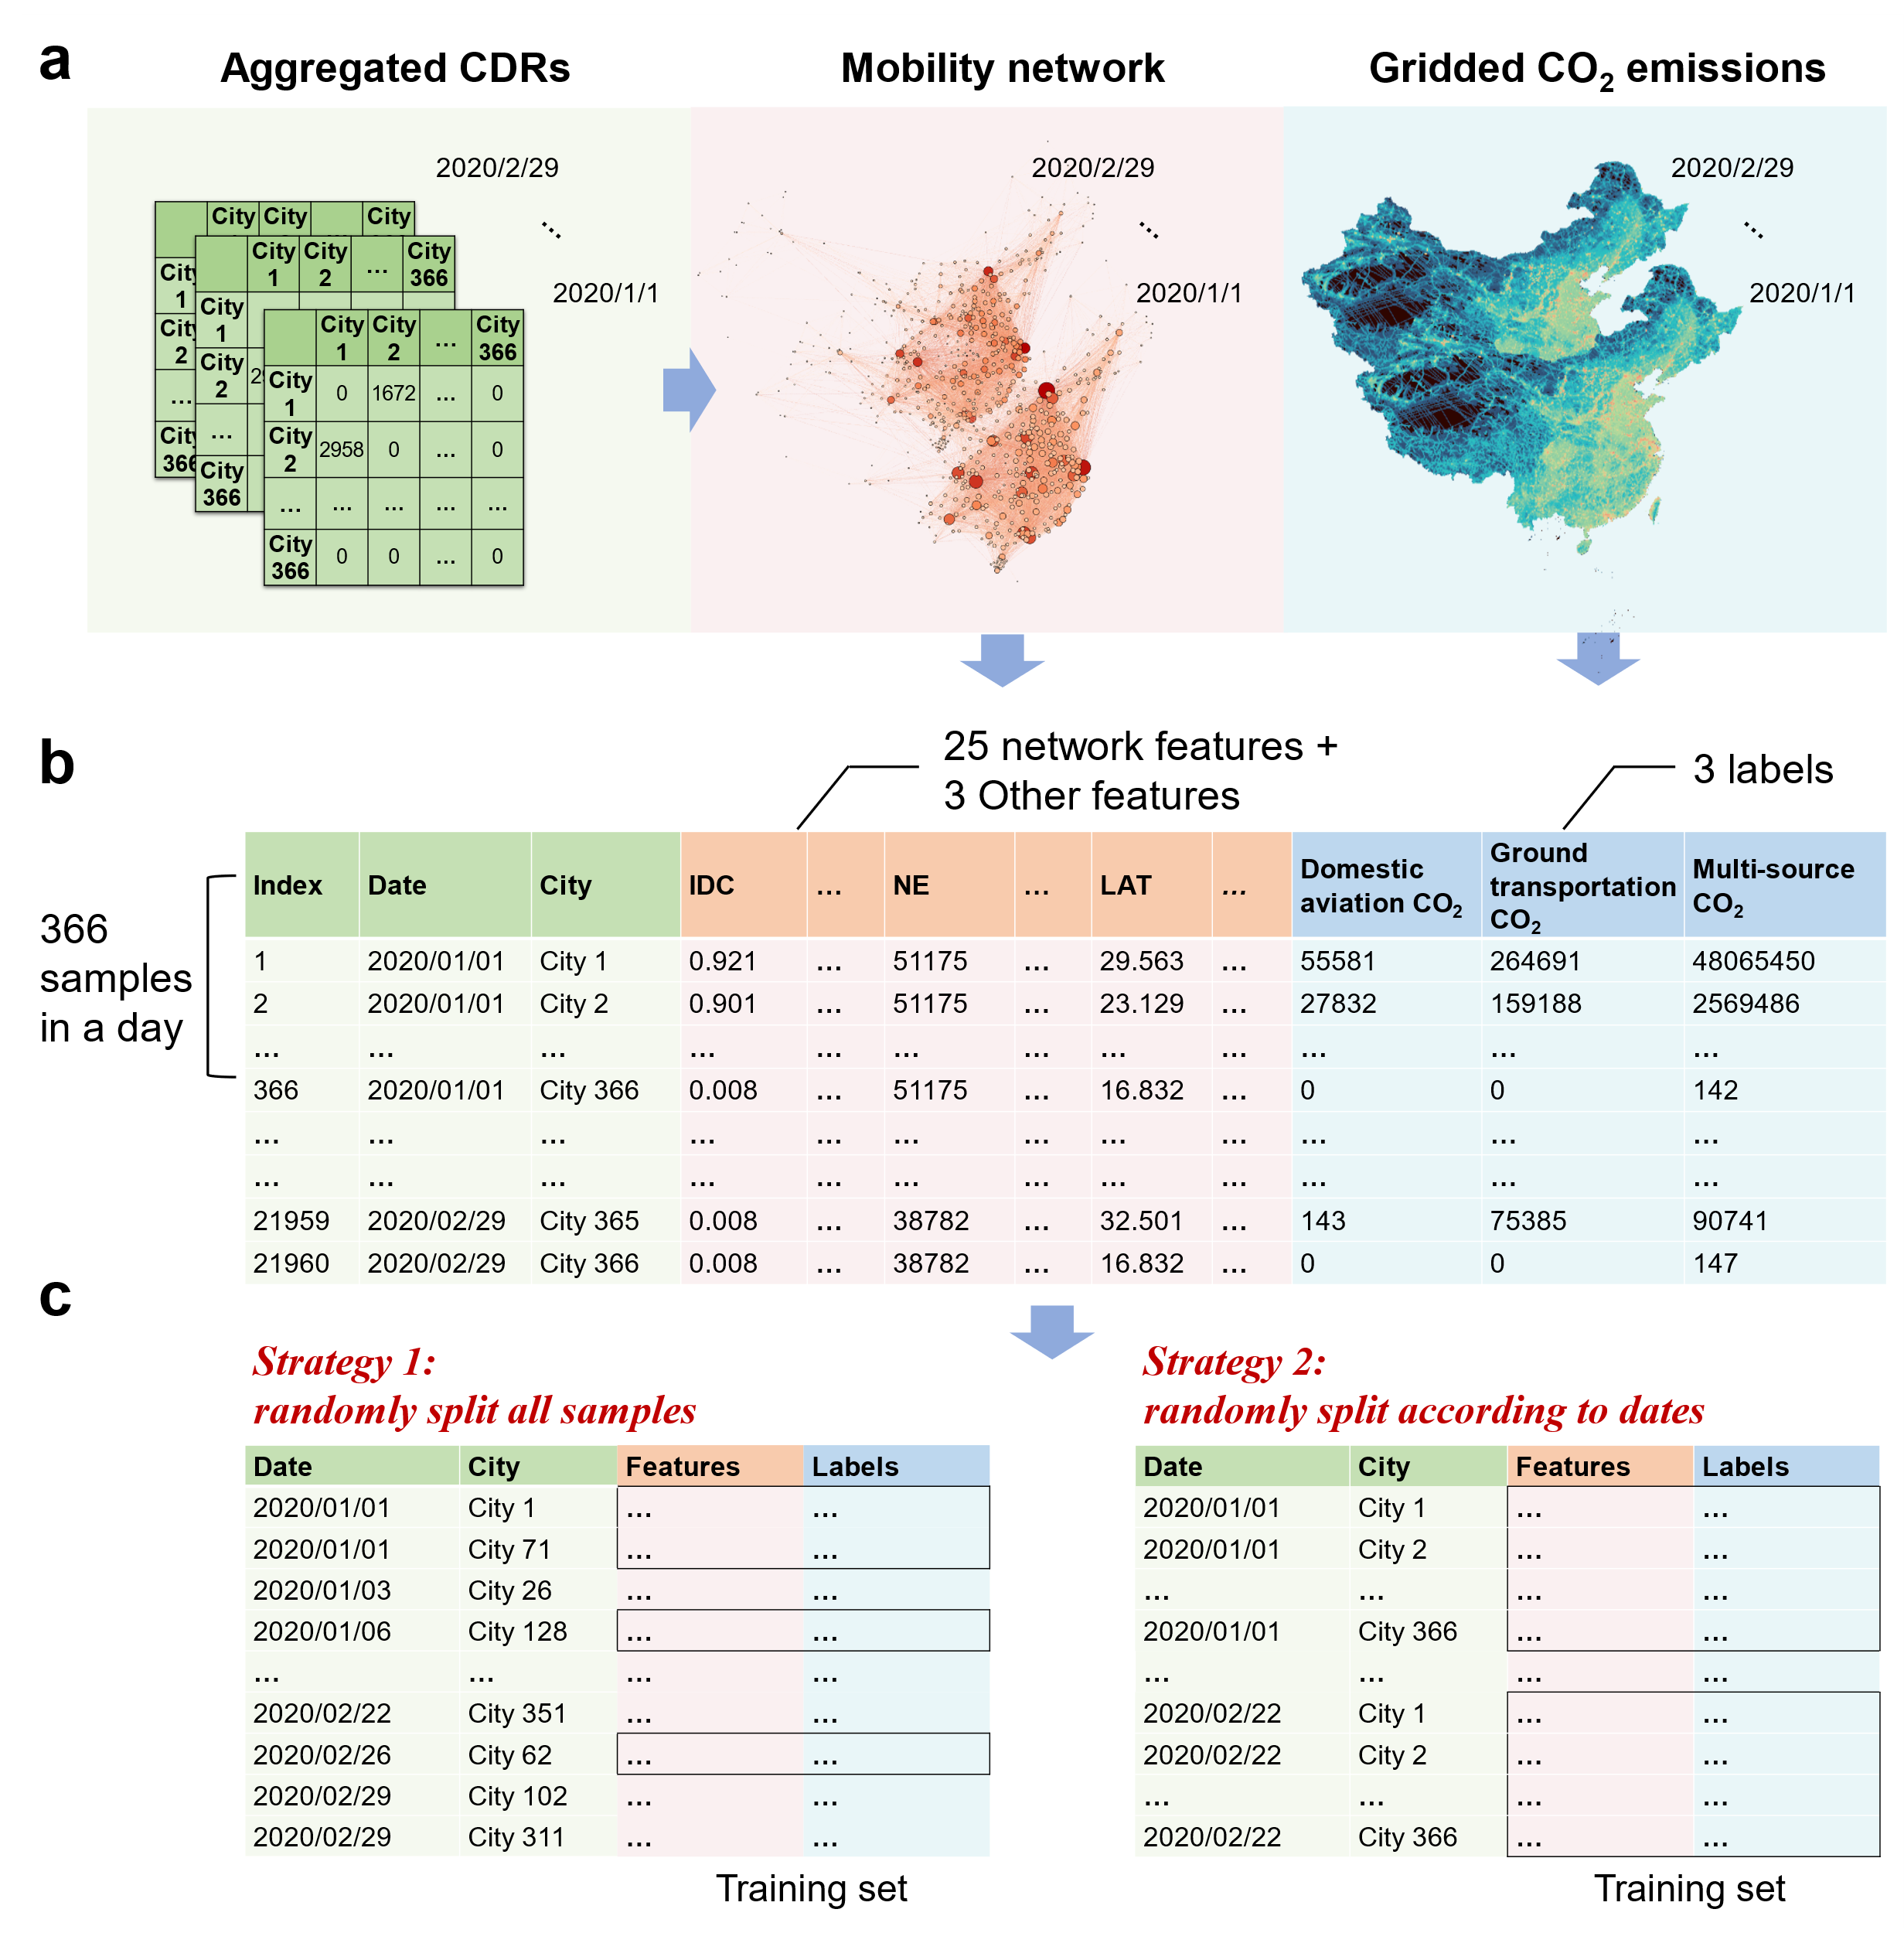 a
Aggregated CDRs
Mobility network
Gridded CO2 emissions
2020/2/29
⋱
2020/1/1
City City City
City City … City
1 2 366
City
1
City
2
…
City
366
City
1
City
2
…
City
366
City City … City
1 2 366
City 1 0 1672 … 0
City 2 2958 0 … 0
… … … … …
City 366 0 0 … 0
2020/2/29
⋱
2020/1/1
2020/2/29
⋱
2020/1/1
b
25 network features +
3 Other features
3 labels
366
samples
in a day
Index Date City IDC … NE … LAT … Domestic aviation CO2 Ground transportation CO2 Multi-source CO2
1 2020/01/01 City 1 0.921 … 51175 … 29.563 … 55581 264691 48065450
2 2020/01/01 City 2 0.901 … 51175 … 23.129 … 27832 159188 2569486
… … … … … … … … … … … …
366 2020/01/01 City 366 0.008 … 51175 … 16.832 … 0 0 142
… … … … … … … … … … … …
… … … … … … … … … … … …
21959 2020/02/29 City 365 0.008 … 38782 … 32.501 … 143 75385 90741
21960 2020/02/29 City 366 0.008 … 38782 … 16.832 … 0 0 147
c
Strategy 1:
randomly split all samples
Date City Features Labels
2020/01/01 City 1 … …
2020/01/01 City 71 … …
2020/01/03 City 26 … …
2020/01/06 City 128 … …
… … … …
2020/02/22 City 351 … …
2020/02/26 City 62 … …
2020/02/29 City 102 … …
2020/02/29 City 311 … …
Training set
Strategy 2:
randomly split according to dates
Date City Features Labels
2020/01/01 City 1 … …
2020/01/01 City 2 … …
… … … …
2020/01/01 City 366 … …
… … … …
2020/02/22 City 1 … …
2020/02/22 City 2 … …
… … … …
2020/02/22 City 366 … …
Training set